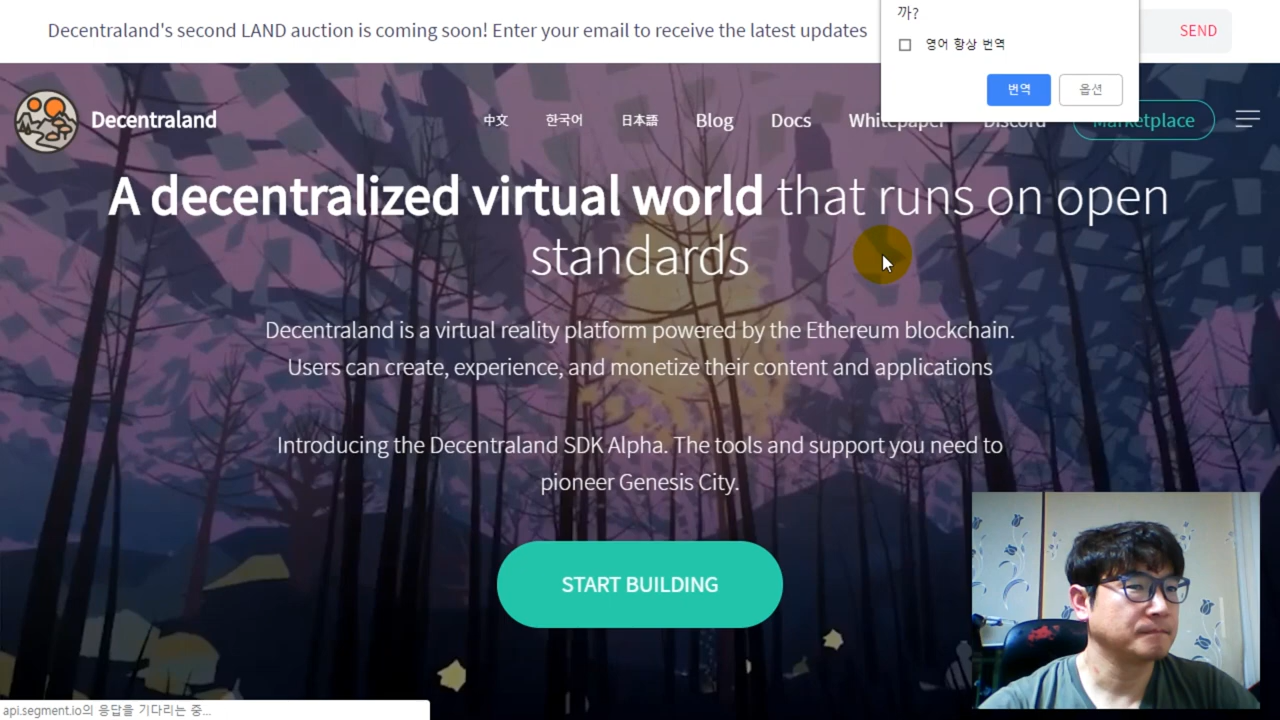 Decentraland's second LAND auction is coming soon! Enter your email to receive the latest updates
까?
SEND
영어 항상 번역
번역
옵션
Decentraland
中文
한국어
日本語
Blog
Docs
Whitepaper
Discord
Marketplace
A decentralized virtual world that runs on open
standards
Decentraland is a virtual reality platform powered by the Ethereum blockchain.
Users can create, experience, and monetize their content and applications
Introducing the Decentraland SDK Alpha. The tools and support you need to
pioneer Genesis City.
START BUILDING
api.segment.io의 응답을 기다리는 중...